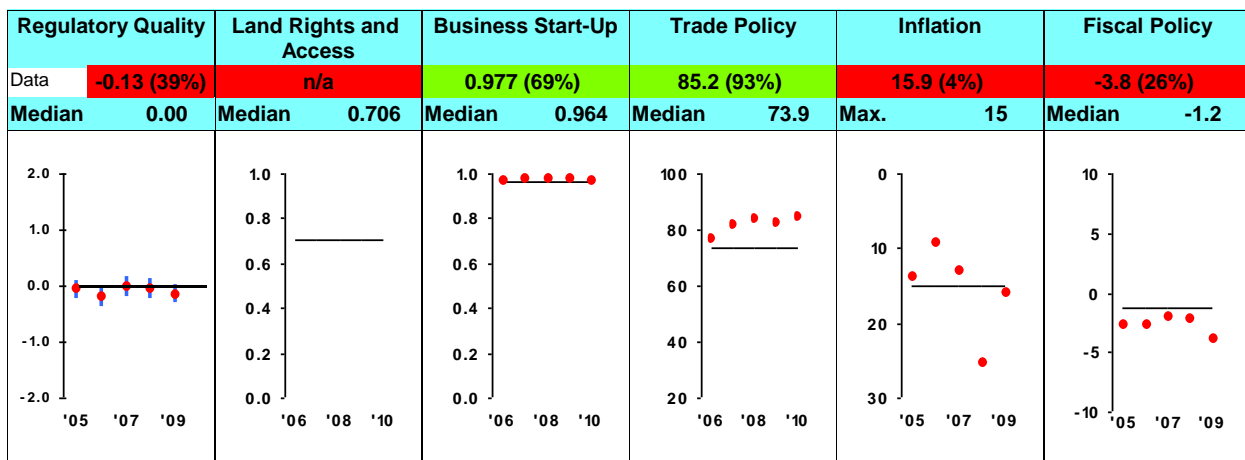 Regulatory Quality
Land Rights and Access
Business Start-Up
Trade Policy
Inflation
Fiscal Policy
Data -0.13 (39%)
n/a
0.977 (69%)
85.2 (93%)
15.9 (4%)
-3.8 (26%)
Median 0.00
Median 0.706
Median 0.964
Median 73.9
Max. 15
Median -1.2
2.0
1.0
0.0
-1.0
-2.0
'05 '07 '09
1.0
0.8
0.6
0.4
0.2
0.0
'06 '08 '10
1.0
0.8
0.6
0.4
0.2
0.0
'06 '08 '10
100
80
60
40
20
'06 '08 '10
0
10
20
30
'05 '07 '09
10
5
0
-5
-10
'05 '07 '09